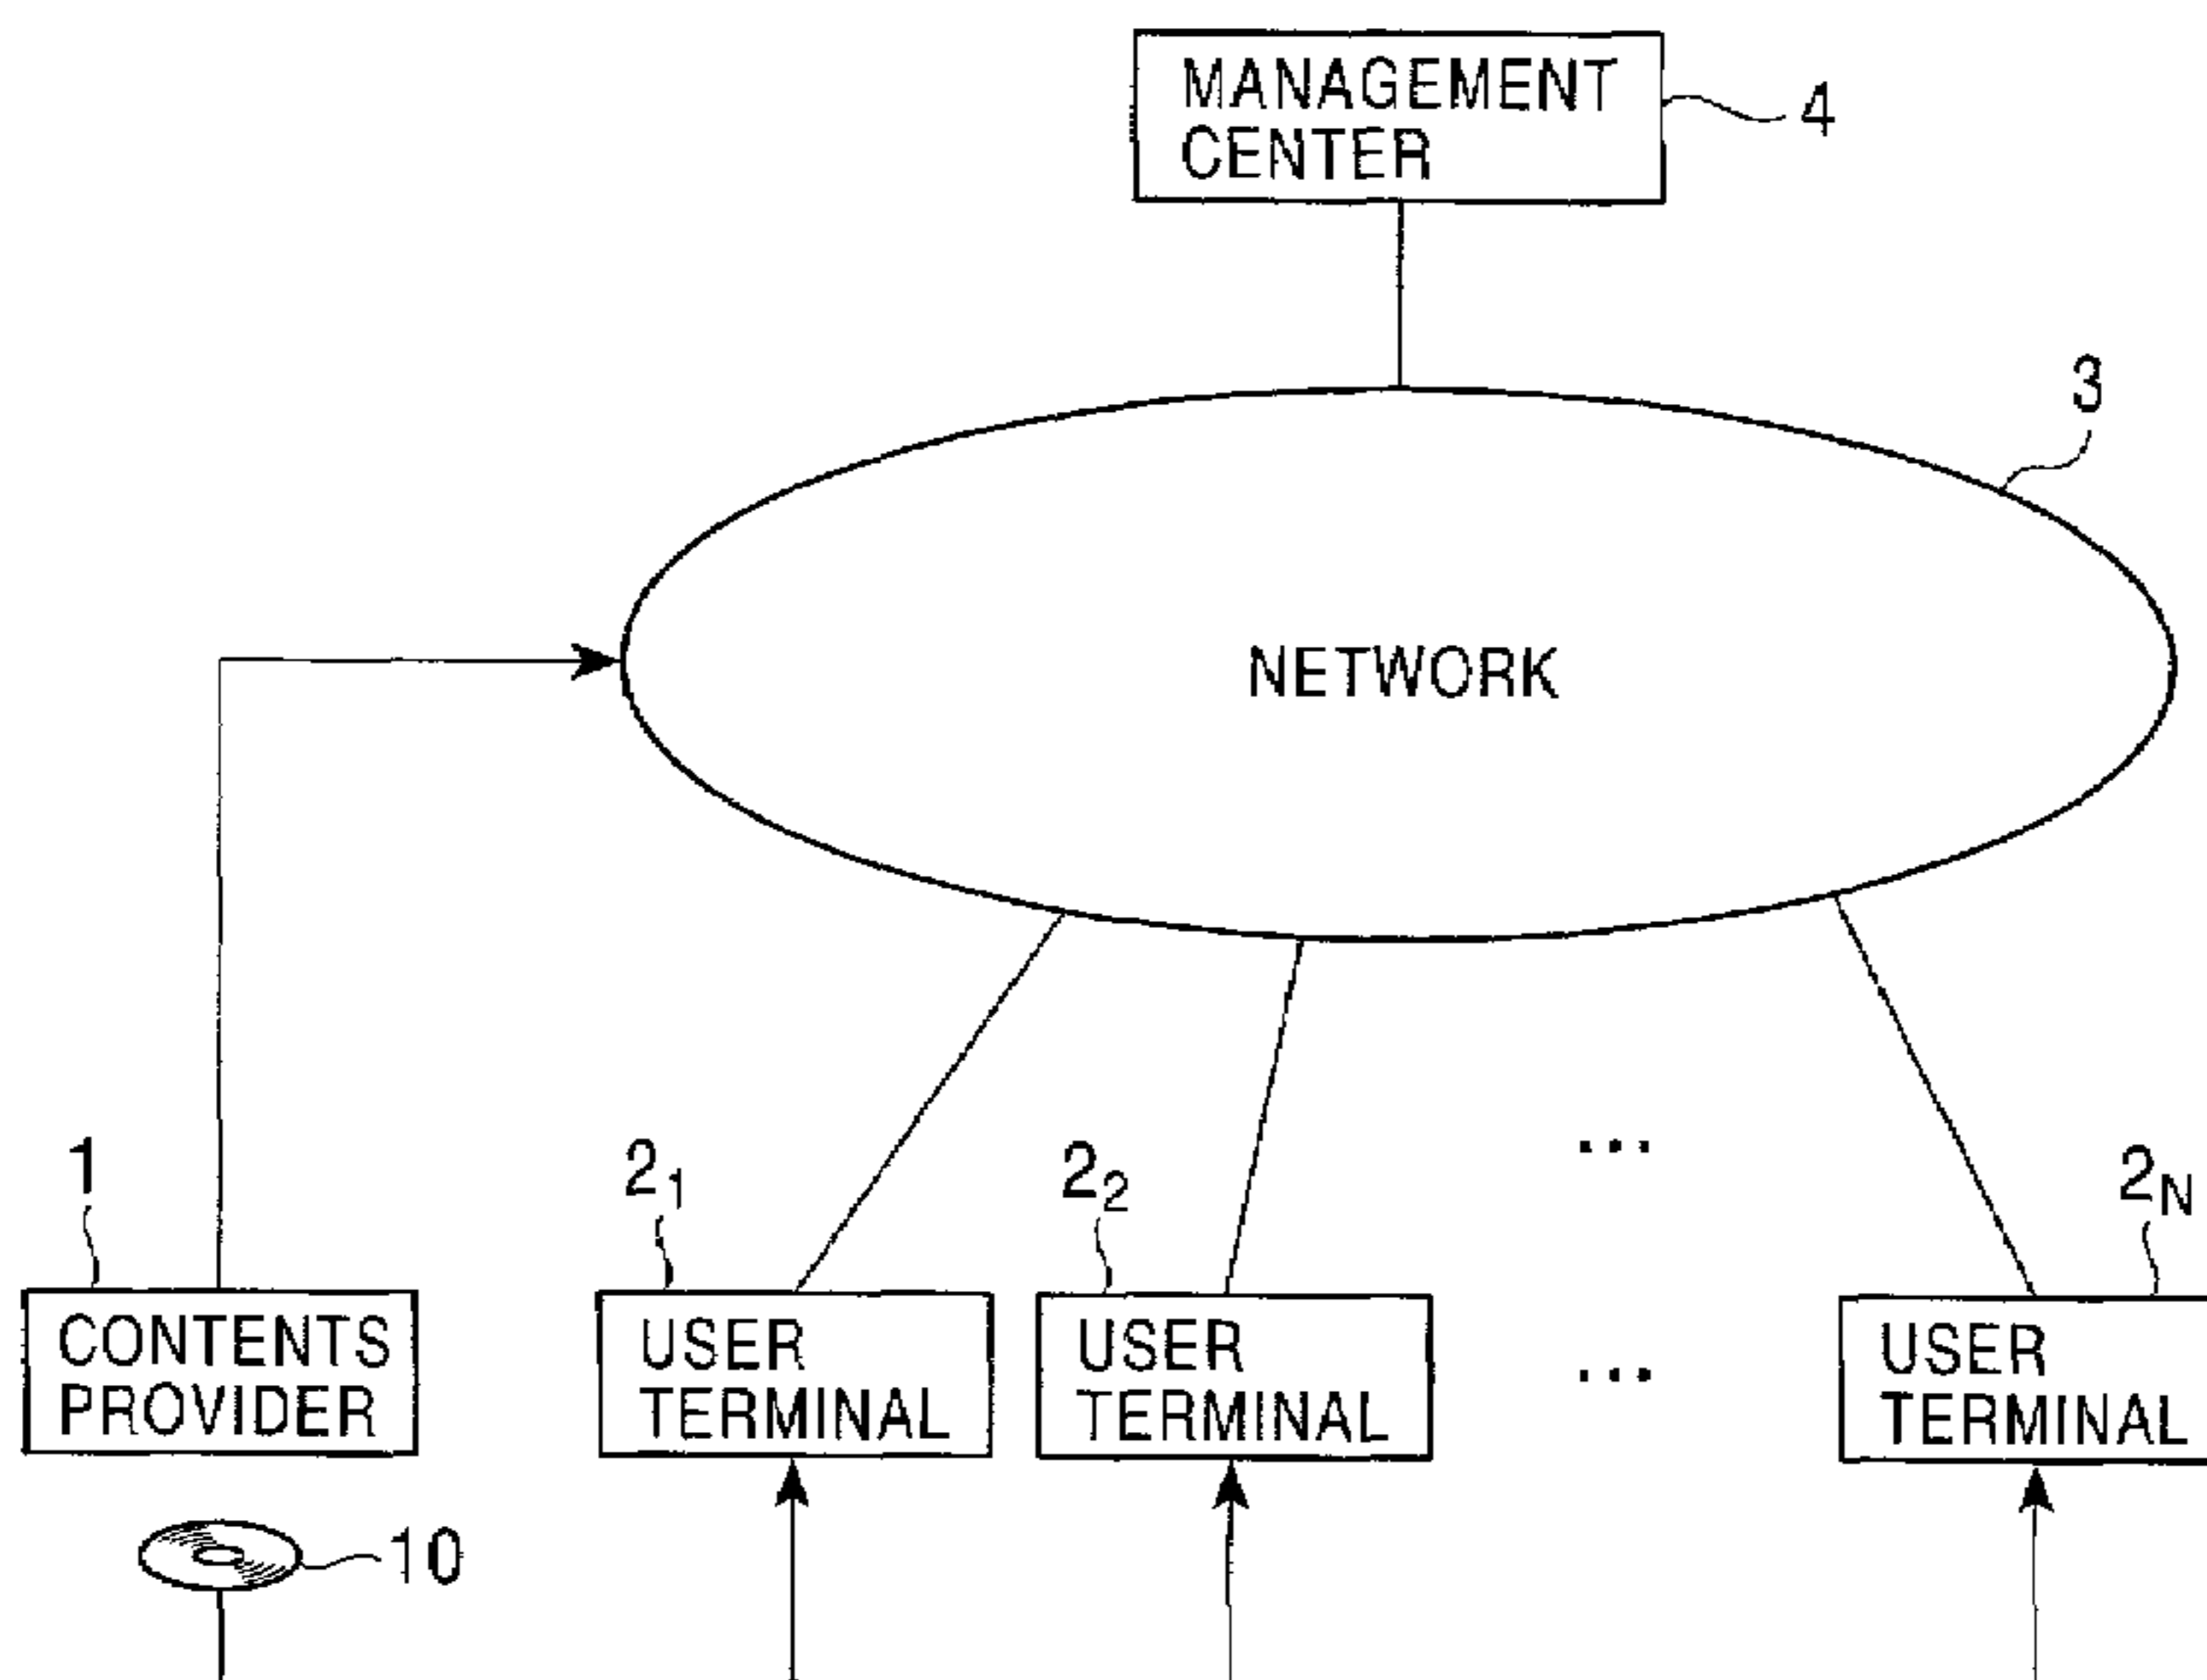 MANAGEMENT
CENTER
4
3
NETWORK
1
2₁
2₂
...
2N
CONTENTS
PROVIDER
USER
TERMINAL
USER
TERMINAL
...
USER
TERMINAL
10